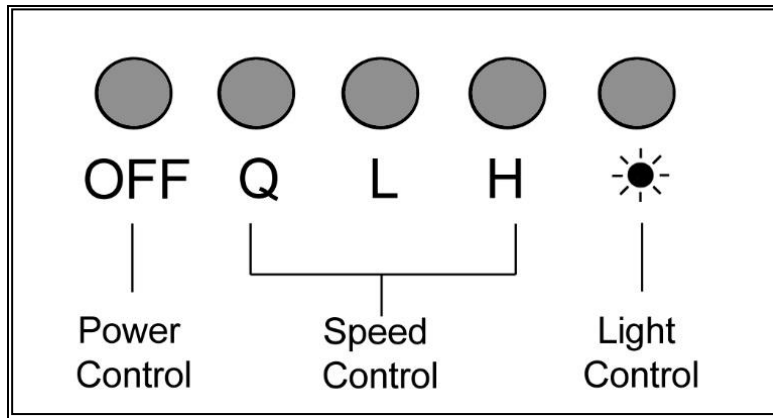 OFF Q L H
Power Control
Speed Control
Light Control